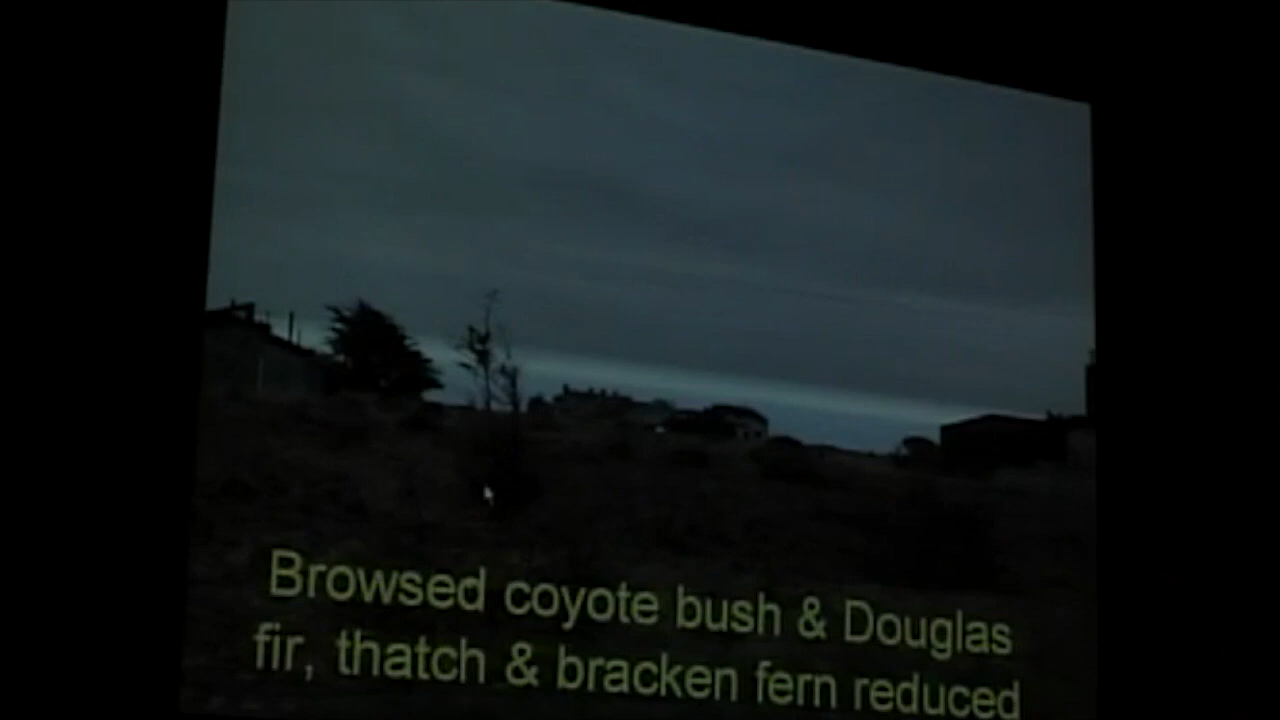 Browsed coyote bush & Douglas
fir, thatch & bracken fern reduced